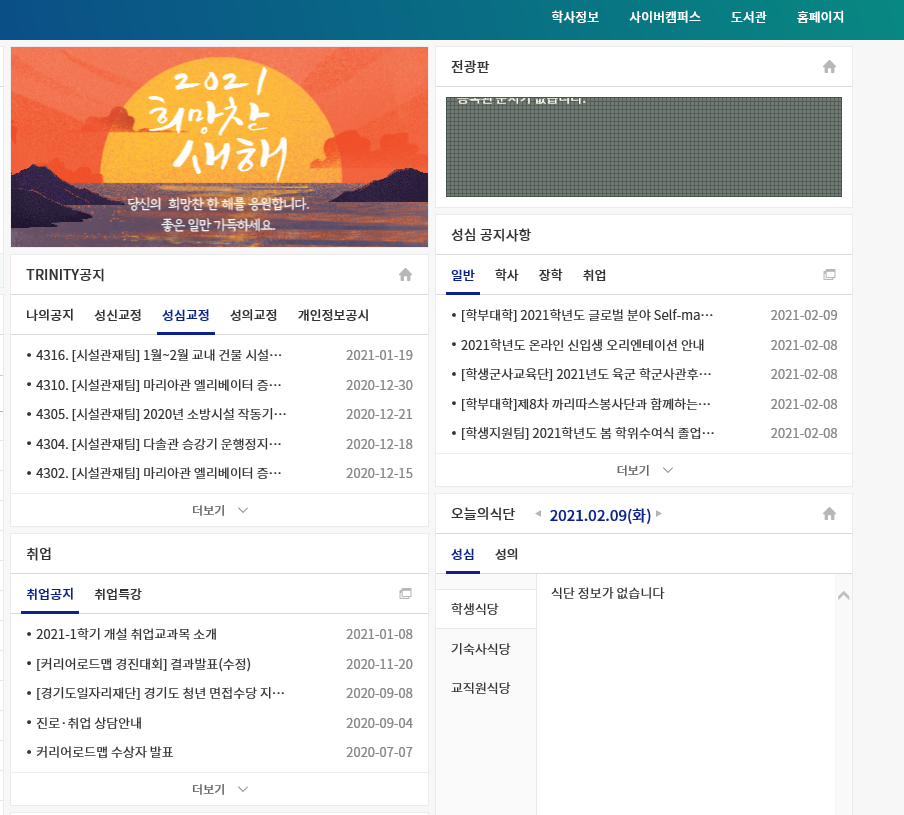 학사정보 사이버캠퍼스 도서관 홈페이지
2021
희망찬
새해
당신의 희망찬 한 해를 응원합니다.
좋은 일만 가득하세요.
TRINITY공지
나의공지 성신교정 성심교정 성의교정 개인정보공시
• 4316. [시설관재팀] 1월~2월 교내 건물 시설··· 2021-01-19
• 4310. [시설관재팀] 마리아관 엘리베이터 증··· 2020-12-30
• 4305. [시설관재팀] 2020년 소방시설 작동기··· 2020-12-21
• 4304. [시설관재팀] 다솔관 승강기 운행정지··· 2020-12-18
• 4302. [시설관재팀] 마리아관 엘리베이터 증··· 2020-12-15
더보기
취업
취업공지 취업특강
• 2021-1학기 개설 취업교과목 소개 2021-01-08
• [커리어로드맵 경진대회] 결과발표(수정) 2020-11-20
• [경기도일자리재단] 경기도 청년 면접수당 지··· 2020-09-08
• 진로·취업 상담안내 2020-09-04
• 커리어로드맵 수상자 발표 2020-07-07
더보기
전광판
등록된 문자가 없습니다.
성심 공지사항
일반 학사 장학 취업
• [학부대학] 2021학년도 글로벌 분야 Self-ma··· 2021-02-09
• 2021학년도 온라인 신입생 오리엔테이션 안내 2021-02-08
• [학생군사교육단] 2021년도 육군 학군사관후··· 2021-02-08
• [학부대학]제8차 까리따스봉사단과 함께하는··· 2021-02-08
• [학생지원팀] 2021학년도 봄 학위수여식 졸업··· 2021-02-08
더보기
오늘의식단 2021.02.09(화)
성심 성의
학생식당
기숙사식당
교직원식당
식단 정보가 없습니다